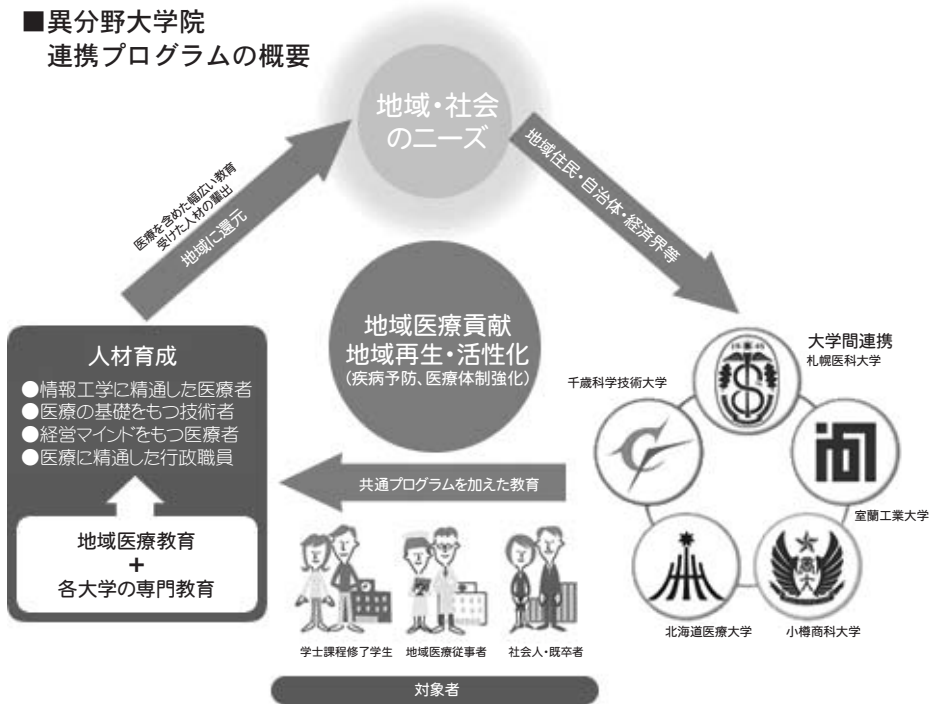 ■異分野大学院
連携プログラムの概要
地域・社会
のニーズ
地域住民・自治体・経済界等
医療を含めた幅広い教育
受けた人材の輩出
地域に還元
地域医療貢献
地域再生・活性化
(疾病予防、医療体制強化)
大学間連携
札幌医科大学
千歳科学技術大学
室蘭工業大学
北海道医療大学
小樽商科大学
人材育成
●情報工学に精通した医療者
●医療の基礎をもつ技術者
●経営マインドをもつ医療者
●医療に精通した行政職員
地域医療教育
+
各大学の専門教育
共通プログラムを加えた教育
学士課程修了学生
地域医療従事者
社会人・既卒者
対象者